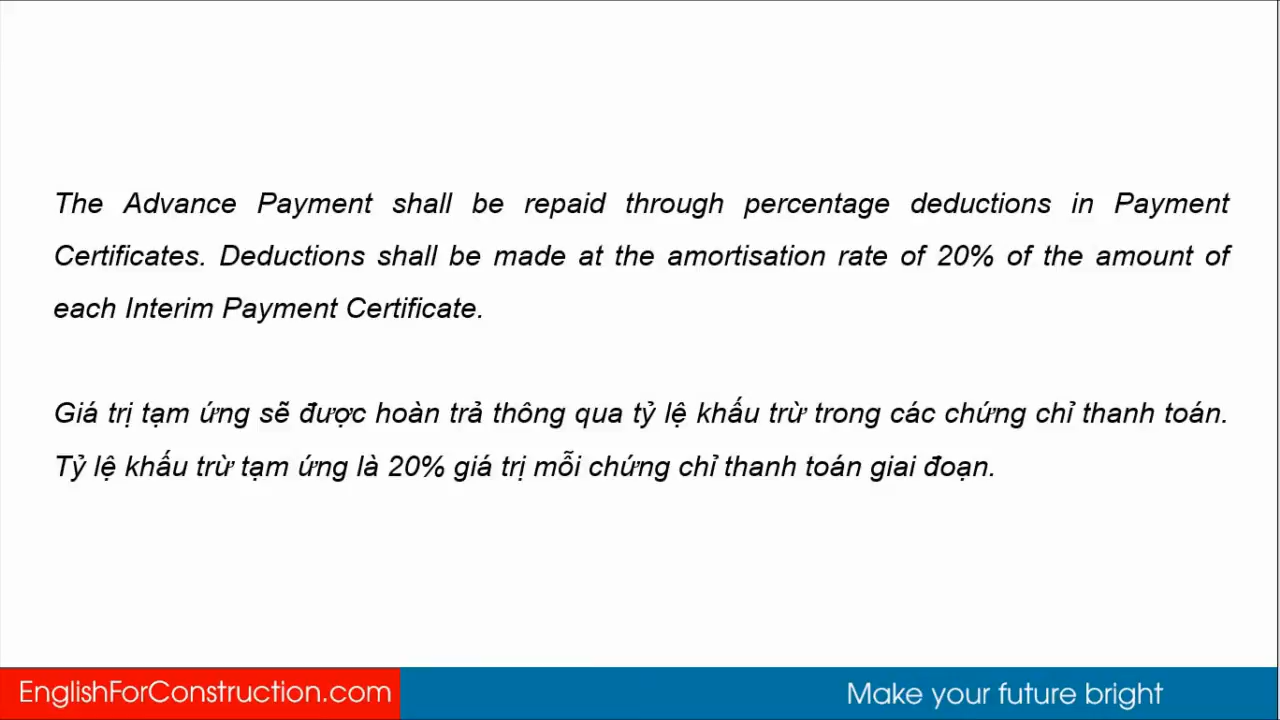 The Advance Payment shall be repaid through percentage deductions in Payment
Certificates. Deductions shall be made at the amortisation rate of 20% of the amount of
each Interim Payment Certificate.
Giá trị tạm ứng sẽ được hoàn trả thông qua tỷ lệ khấu trừ trong các chứng chỉ thanh toán.
Tỷ lệ khấu trừ tạm ứng là 20% giá trị mỗi chứng chỉ thanh toán giai đoạn.
EnglishForConstruction.com
Make your future bright